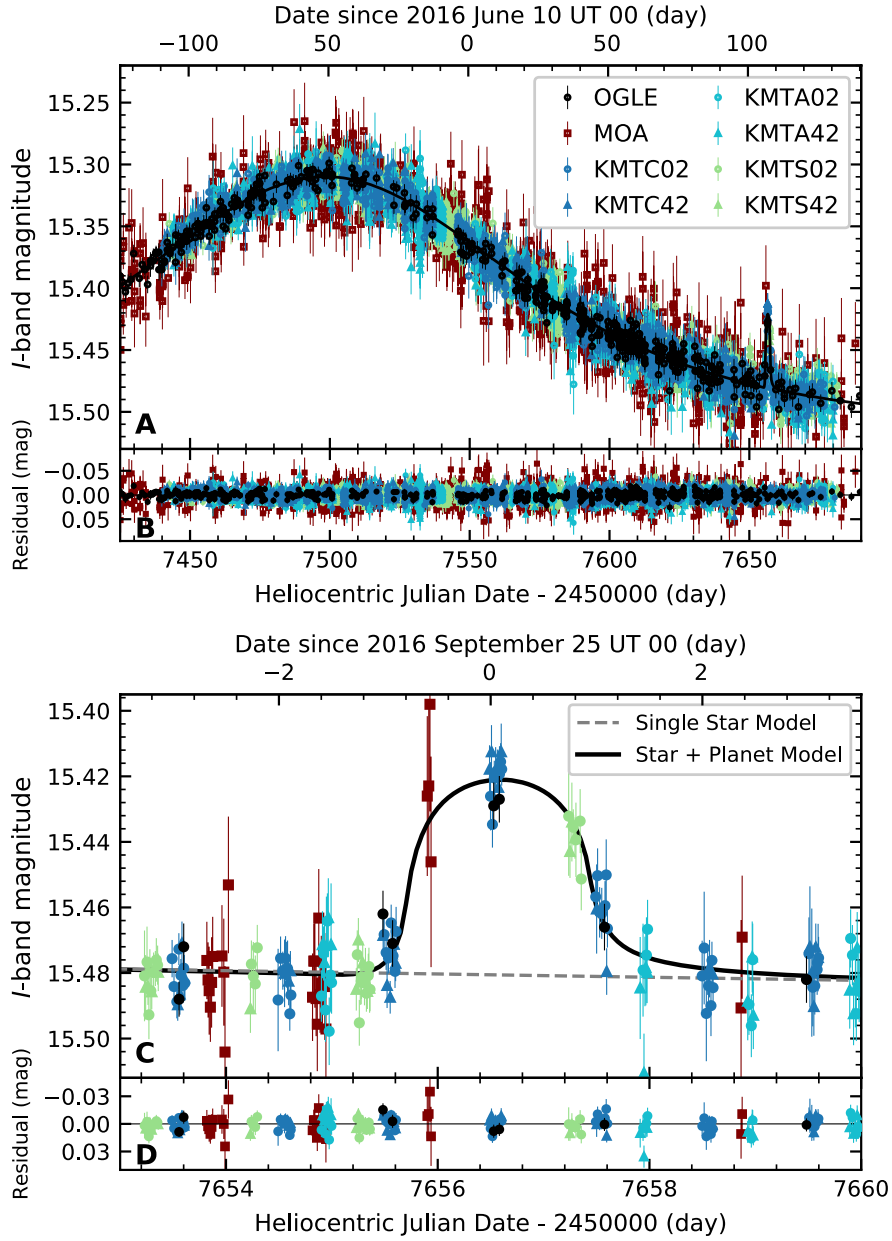 Date since 2016 June 10 UT 00 (day)
−100 −50 0 50 100
15.25
15.30
15.35
15.40
15.45
15.50
I-band magnitude
OGLE
MOA
KMTC02
KMTC42
KMTA02
KMTA42
KMTS02
KMTS42
A
−0.05
0.00
0.05
Residual (mag)
B
7450 7500 7550 7600 7650
Heliocentric Julian Date - 2450000 (day)
Date since 2016 September 25 UT 00 (day)
−2 0 2
15.40
15.42
15.44
15.46
15.48
15.50
I-band magnitude
Single Star Model
Star + Planet Model
C
−0.03
0.00
0.03
Residual (mag)
D
7654 7656 7658 7660
Heliocentric Julian Date - 2450000 (day)